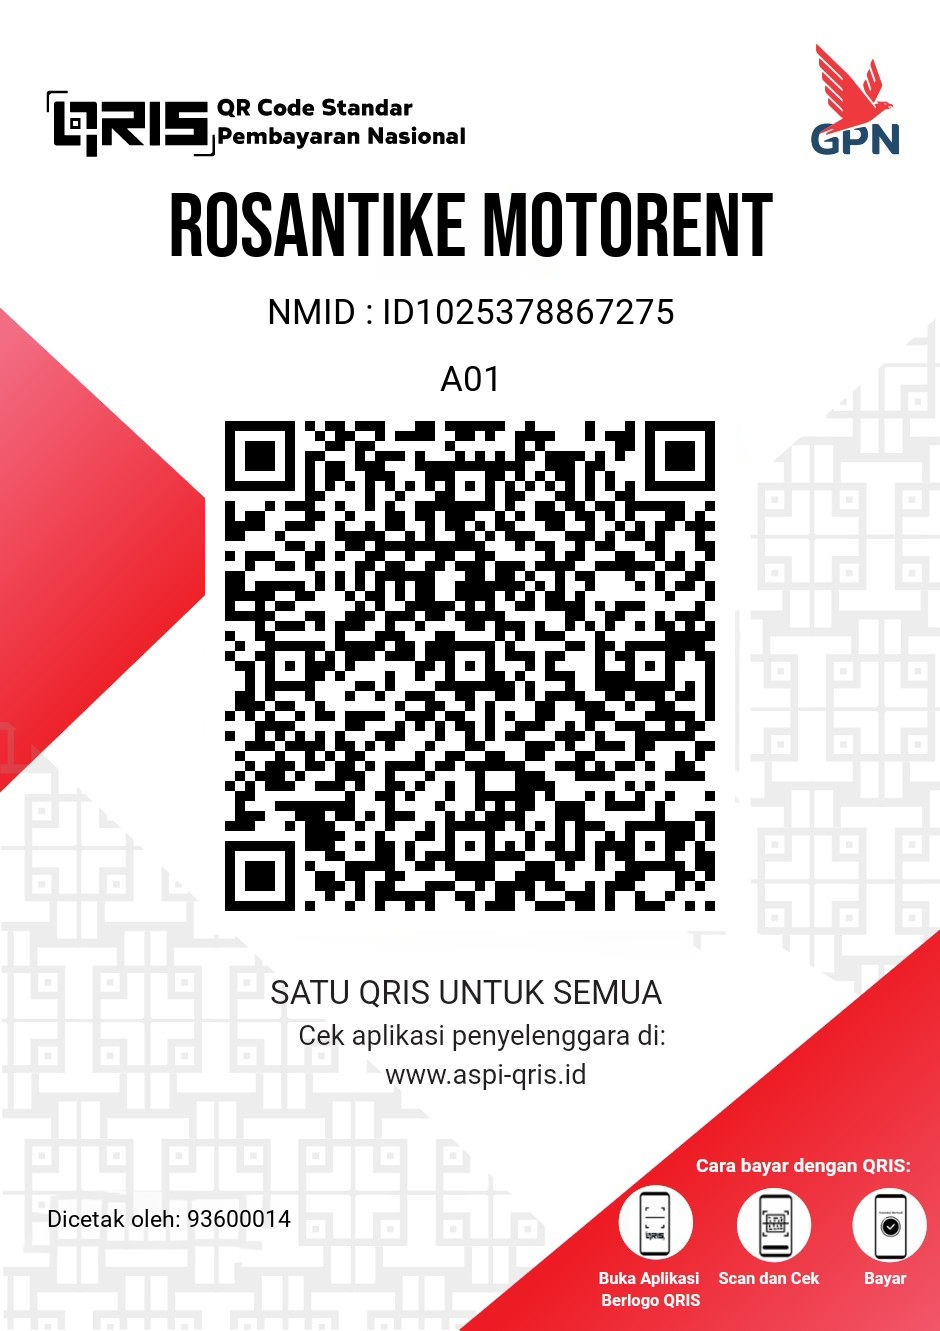 QRIS QR Code Standar
Pembayaran Nasional
GPN
ROSANTIKE MOTORENT
NMID : ID1025378867275
A01
SATU QRIS UNTUK SEMUA
Cek aplikasi penyelenggara di:
www.aspi-qris.id
Dicetak oleh: 93600014
Cara bayar dengan QRIS:
QRIS
Buka Aplikasi
Berlogo QRIS
Scan dan Cek
Bayar